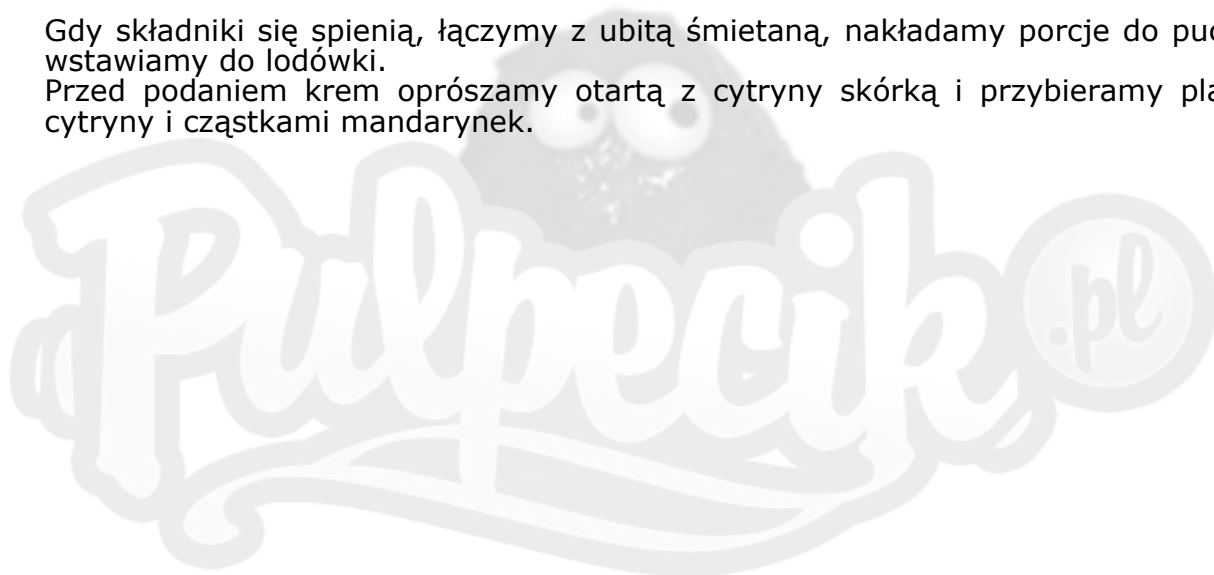 Gdy składniki się spienią, łączymy z ubitą śmietaną, nakładamy porcje do
wstawiamy do lodówki.
Przed podaniem krem oprószamy otartą z cytryny skórką i przybieramy
cytryny i cząstkami mandarynek.
Pulpecik.pl